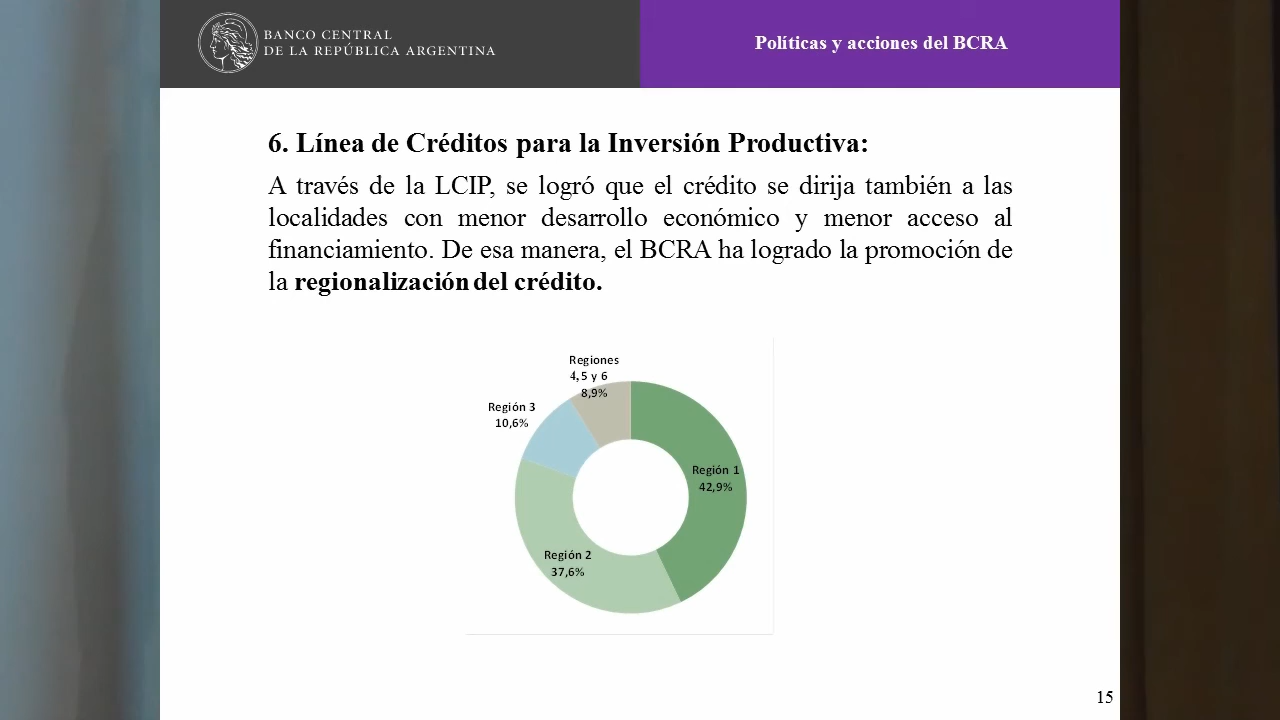 BANCO CENTRAL
DE LA REPÚBLICA ARGENTINA
Políticas y acciones del BCRA
6. Línea de Créditos para la Inversión Productiva:
A través de la LCIP, se logró que el crédito se dirija también a las
localidades con menor desarrollo económico y menor acceso al
financiamiento. De esa manera, el BCRA ha logrado la promoción de
la regionalización del crédito.
Regiones
4, 5 y 6
8,9%
Región 3
10,6%
Región 1
42,9%
Región 2
37,6%
15